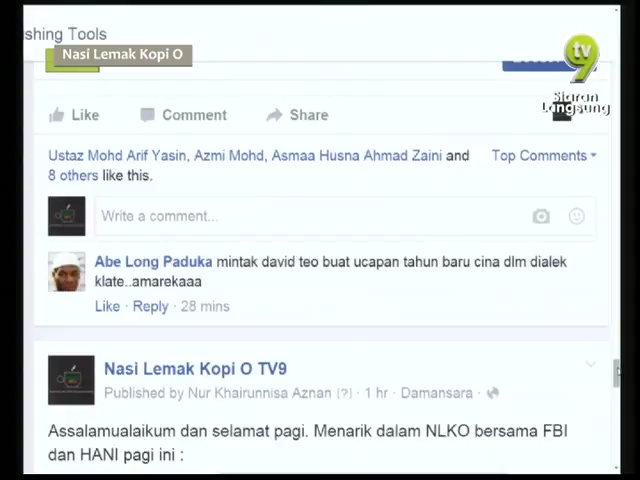 shing Tools
Nasi Lemak Kopi O
tv9
Siaran
Langsung
Like Comment Share
Ustaz Mohd Arif Yasin, Azmi Mohd, Asmaa Husna Ahmad Zaini and Top Comments
8 others like this.
Write a comment...
Abe Long Paduka mintak david teo buat ucapan tahun baru cina dlm dialek
klate..amarekaaa
Like · Reply · 28 mins
Nasi Lemak Kopi O TV9
Published by Nur Khairunnisa Aznan [?] · 1 hr · Damansara ·
Assalamualaikum dan selamat pagi. Menarik dalam NLKO bersama FBI
dan HANI pagi ini :